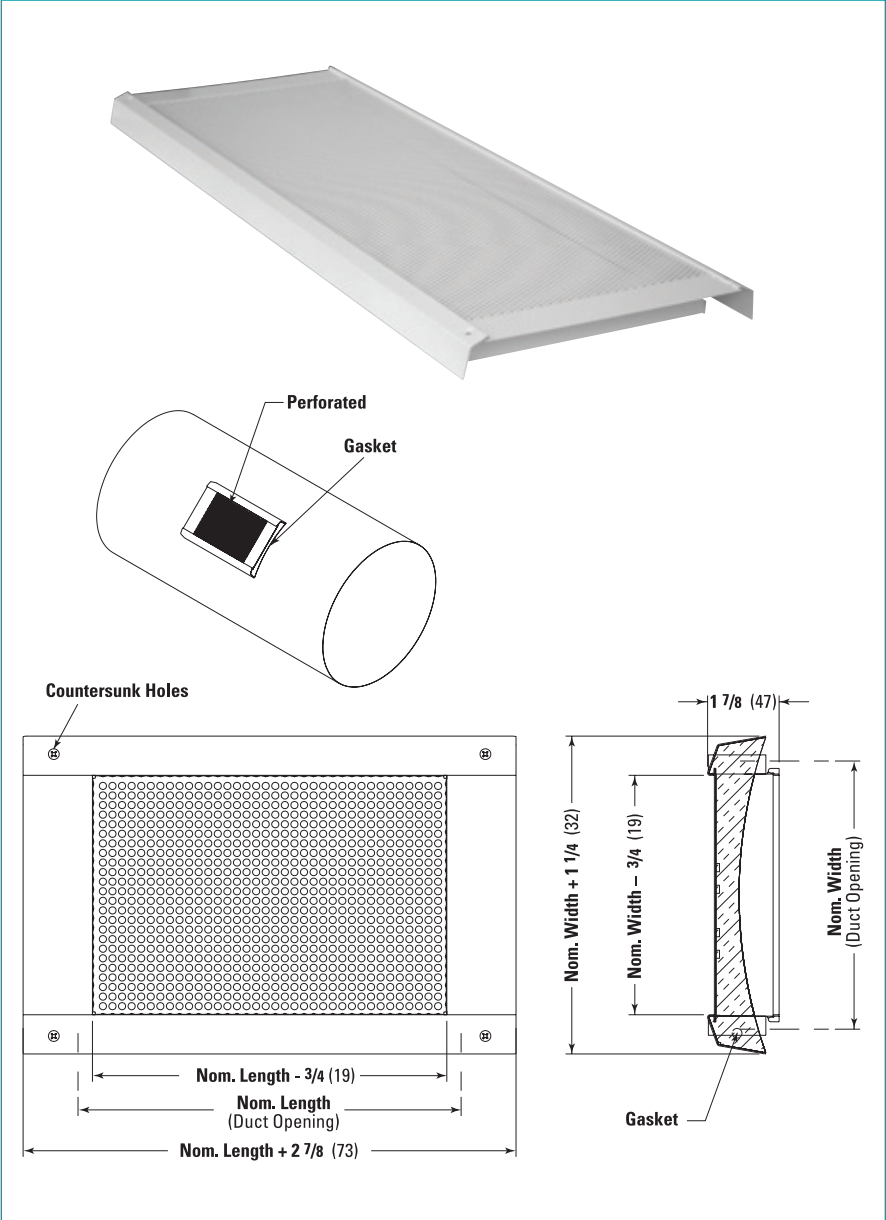 Perforated
Gasket
Countersunk Holes
1 7/8 (47)
Nom. Width + 1 1/4 (32)
Nom. Width – 3/4 (19)
Nom. Width
(Duct Opening)
Nom. Length - 3/4 (19)
Nom. Length
(Duct Opening)
Nom. Length + 2 7/8 (73)
Gasket